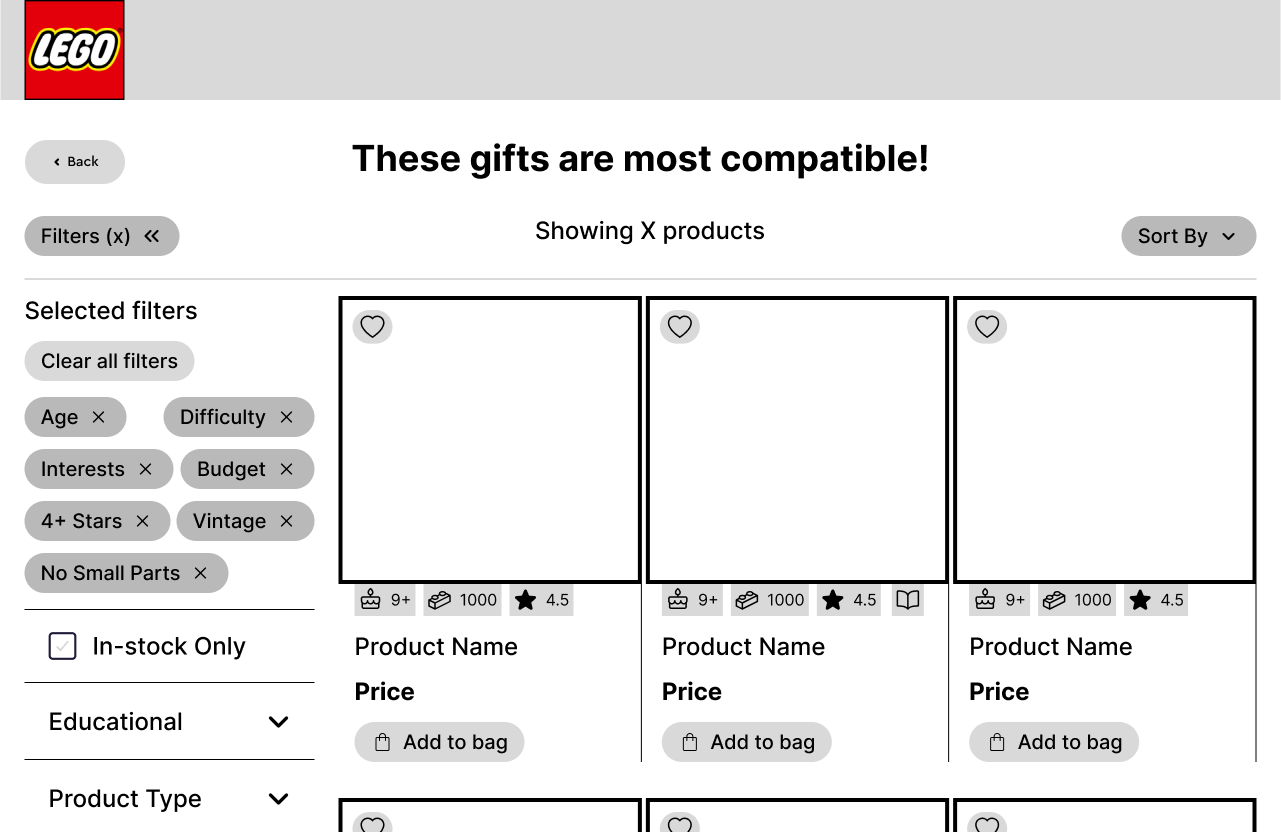 LEGO
Back
These gifts are most compatible!
Filters (x)
Showing X products
Sort By
Selected filters
Clear all filters
Age
Difficulty
Interests
Budget
4+ Stars
Vintage
No Small Parts
In-stock Only
Educational
Product Type
9+ 1000 4.5
Product Name
Price
Add to bag
9+ 1000 4.5
Product Name
Price
Add to bag
9+ 1000 4.5
Product Name
Price
Add to bag